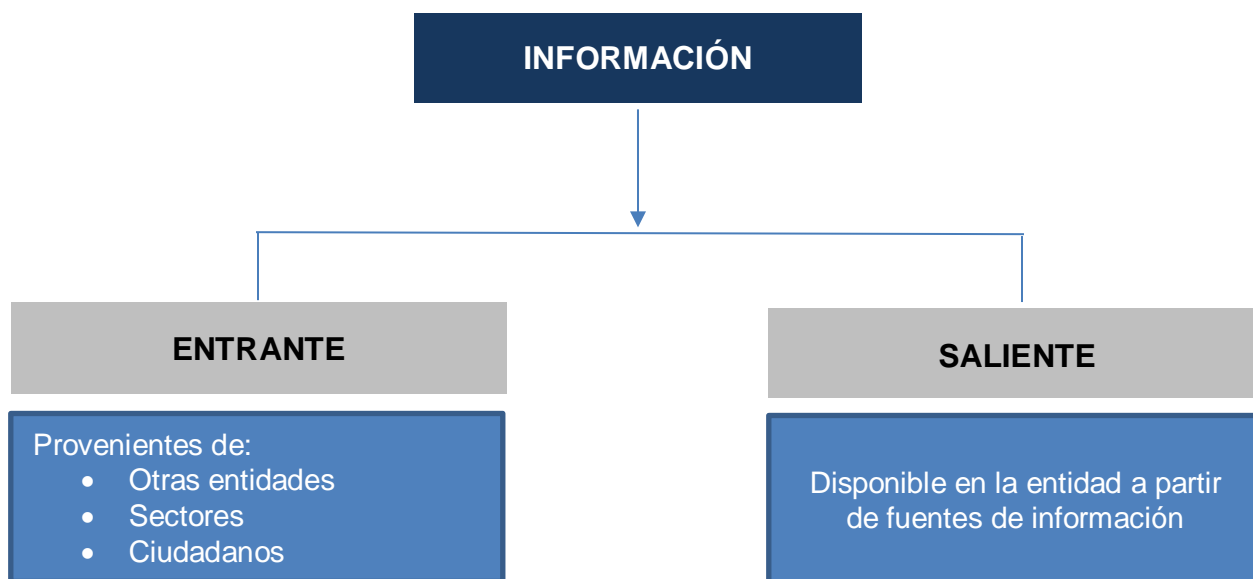 INFORMACIÓN
ENTRANTE
Provenientes de:
• Otras entidades
• Sectores
• Ciudadanos
SALIENTE
Disponible en la entidad a partir
de fuentes de información